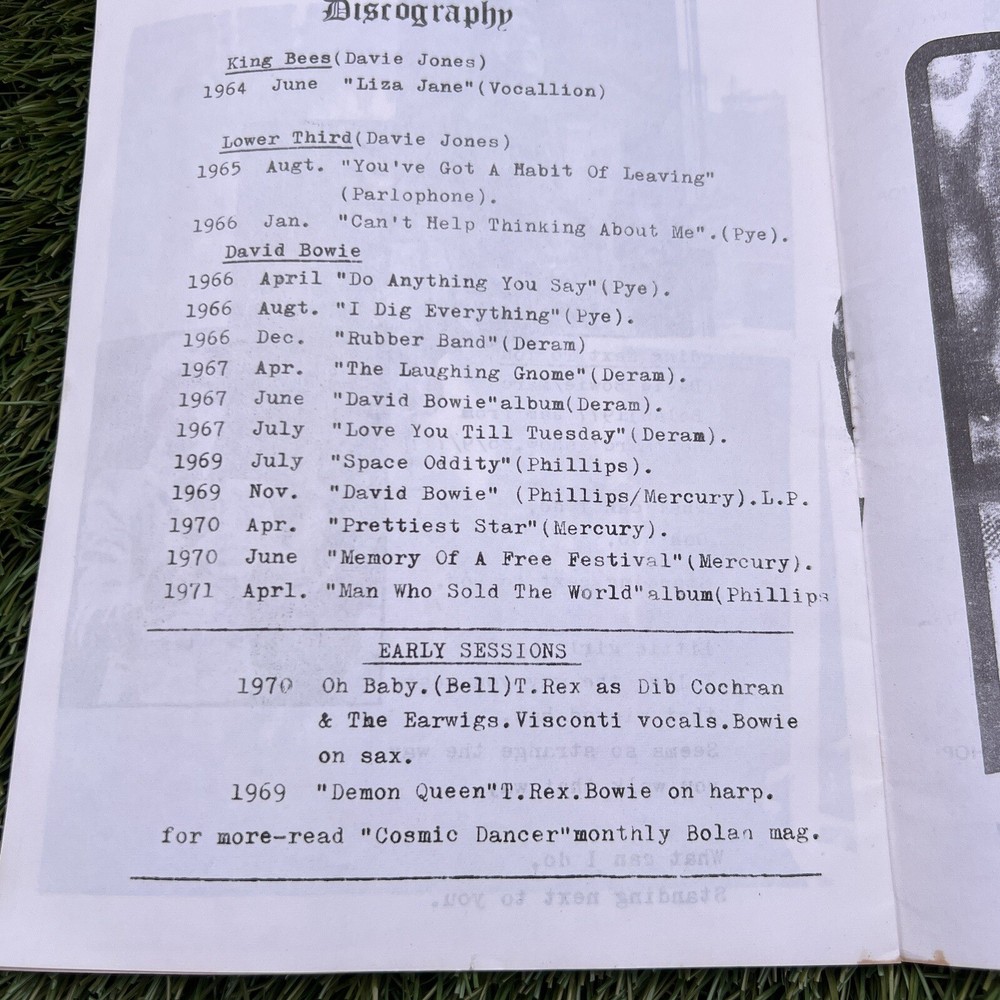 Discography
King Bees(Davie Jones)
1964 June "Liza Jane"(Vocallion)
Lower Third(Davie Jones)
1965 Augt. "You've Got A Habit Of Leaving"
(Parlophone).
1966 Jan. "Can't Help Thinking About Me".(Pye).
David Bowie
1966 April "Do Anything You Say"(Pye).
1966 Augt. "I Dig Everything"(Pye).
1966 Dec. "Rubber Band"(Deram)
1967 Apr. "The Laughing Gnome"(Deram).
1967 June "David Bowie"album(Deram).
1967 July "Love You Till Tuesday"(Deram).
1969 July "Space Oddity"(Phillips).
1969 Nov. "David Bowie" (Phillips/Mercury).L.P.
1970 Apr. "Prettiest Star"(Mercury).
1970 June "Memory Of A Free Festival"(Mercury).
1971 Aprl. "Man Who Sold The World"album(Phillips
EARLY SESSIONS
1970 Oh Baby.(Bell)T.Rex as Dib Cochran
& The Earwigs.Visconti vocals.Bowie
on sax.
1969 "Demon Queen"T.Rex.Bowie on harp.
for more-read "Cosmic Dancer"monthly Bolan mag.
What can I do,
Standing next to you.